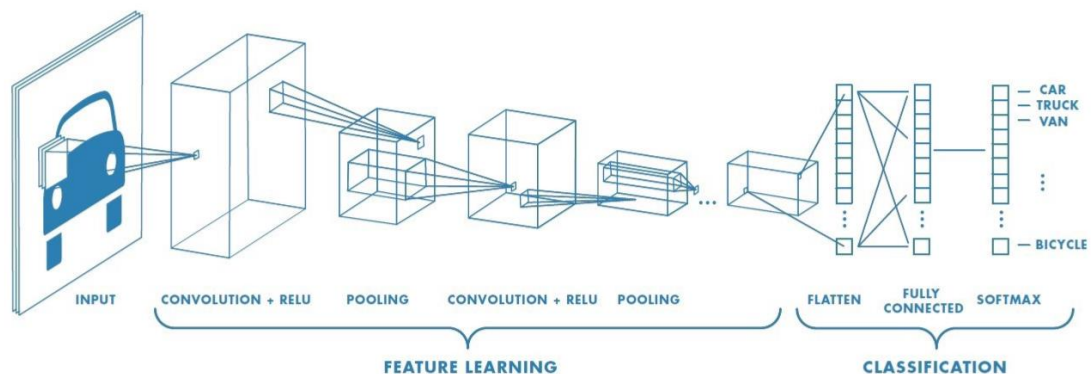 CAR
TRUCK
VAN
BICYCLE
INPUT
CONVOLUTION + RELU
POOLING
CONVOLUTION + RELU
POOLING
FLATTEN
FULLY
CONNECTED
SOFTMAX
FEATURE LEARNING
CLASSIFICATION